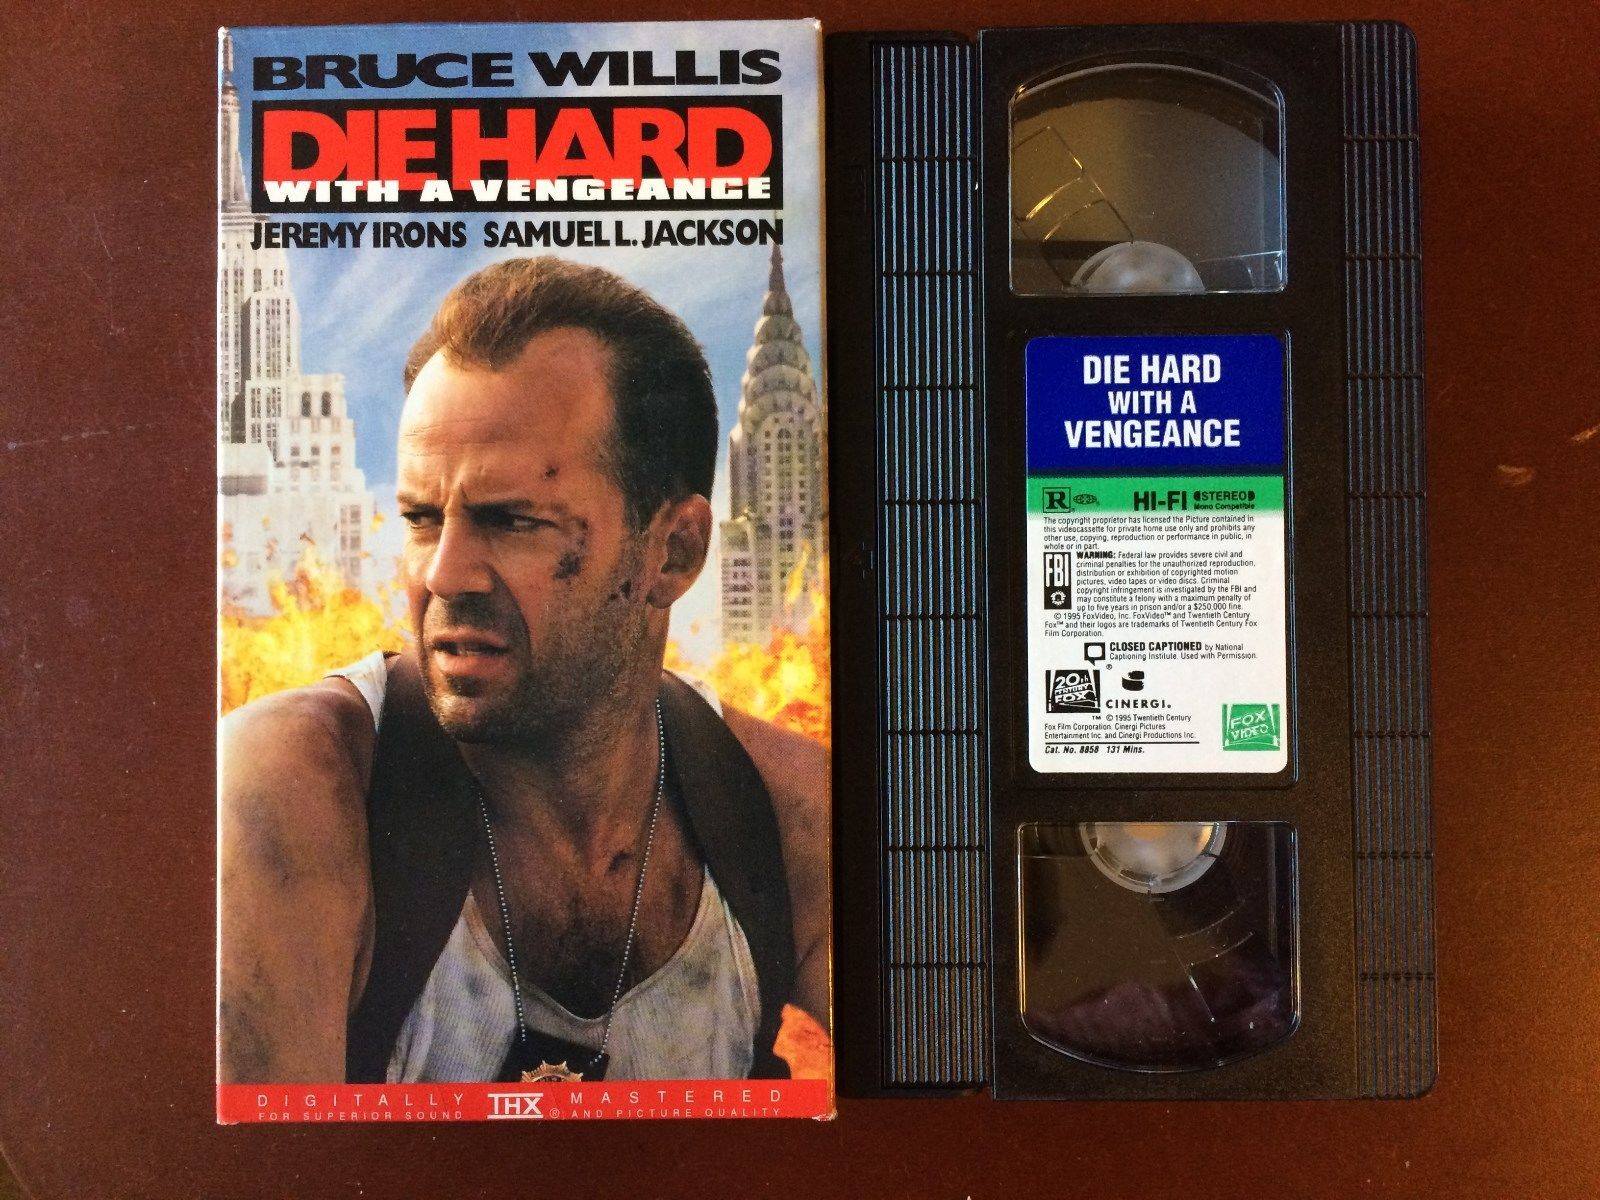 BRUCE WILLIS
DIE HARD
WITH A VENGEANCE
JEREMY IRONS SAMUEL L. JACKSON
DIGITALLY THX MASTERED
FOR SUPERIOR SOUND ® AND PICTURE QUALITY
DIE HARD
WITH A
VENGEANCE
R HI-FI STEREO
Mono Compatible
The copyright proprietor has licensed the Picture contained in
this videocassette for private home use only and prohibits any
other use, copying, reproduction or performance in public, in
whole or in part.
FBI WARNING: Federal law provides severe civil and
criminal penalties for the unauthorized reproduction,
distribution or exhibition of copyrighted motion
pictures, video tapes or video discs. Criminal
copyright infringement is investigated by the FBI and
may constitute a felony with a maximum penalty of
up to five years in prison and/or a $250,000 fine.
© 1995 FoxVideo, Inc. FoxVideo™ and Twentieth Century
Fox™ and their logos are trademarks of Twentieth Century Fox
Film Corporation.
CLOSED CAPTIONED by National
Captioning Institute. Used with Permission.
20th CENTURY FOX ® CINERGI.
™ © 1995 Twentieth Century
Fox Film Corporation. Cinergi Pictures
Entertainment Inc. and Cinergi Productions Inc.
Cat. No. 8858 131 Mins.
FOX
VIDEO